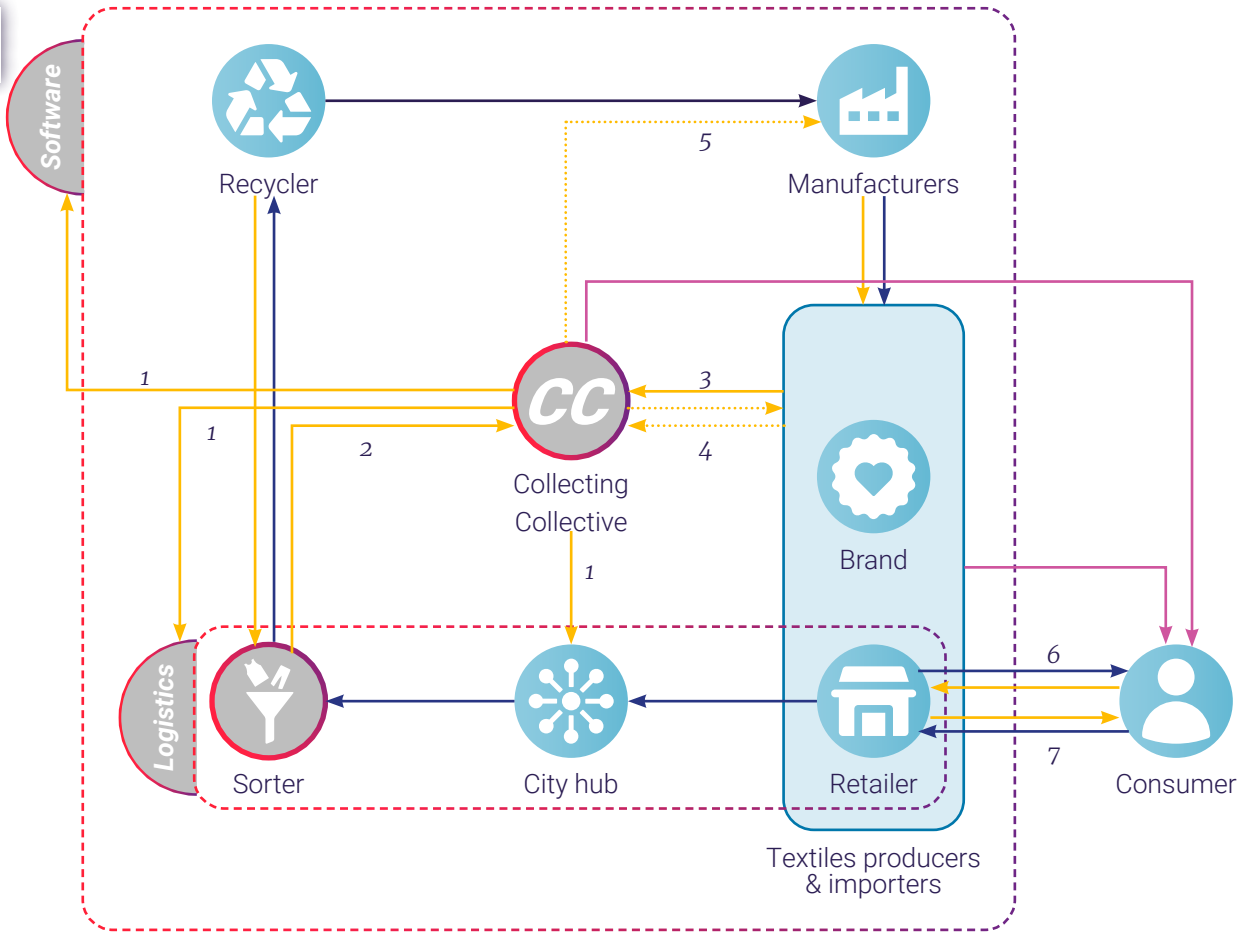 Software
Recycler
5
Manufacturers
1
3
CC
1
2
4
Collecting
Collective
Brand
1
6
Logistics
Sorter
City hub
Retailer
7
Consumer
Textiles producers
& importers